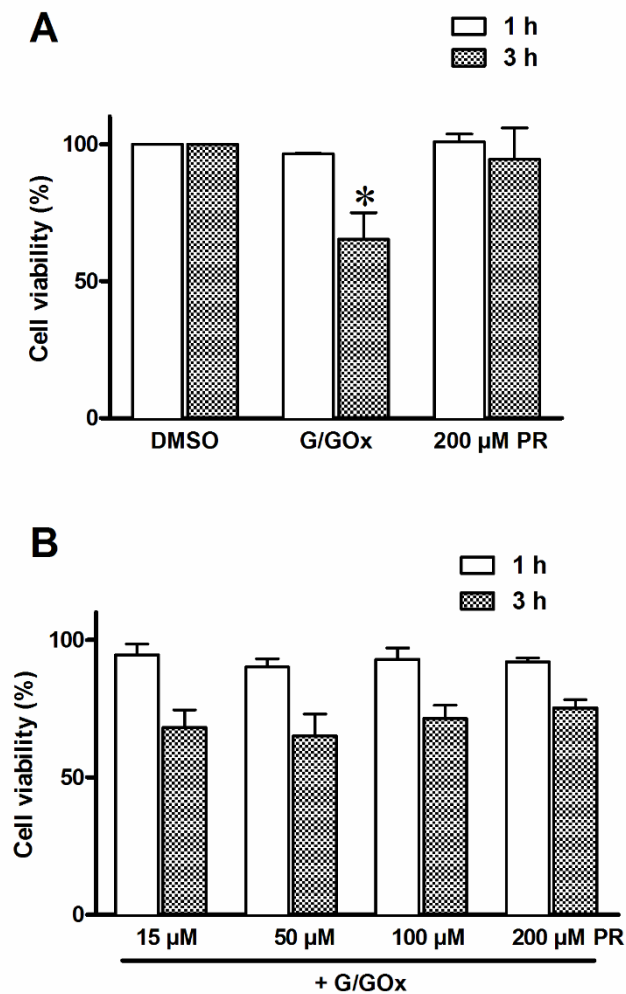 A
1 h
3 h
Cell viability (%)
100
50
0
*
DMSO G/GOx 200 µM PR
B
1 h
3 h
Cell viability (%)
100
50
0
15 µM 50 µM 100 µM 200 µM PR
+ G/GOx